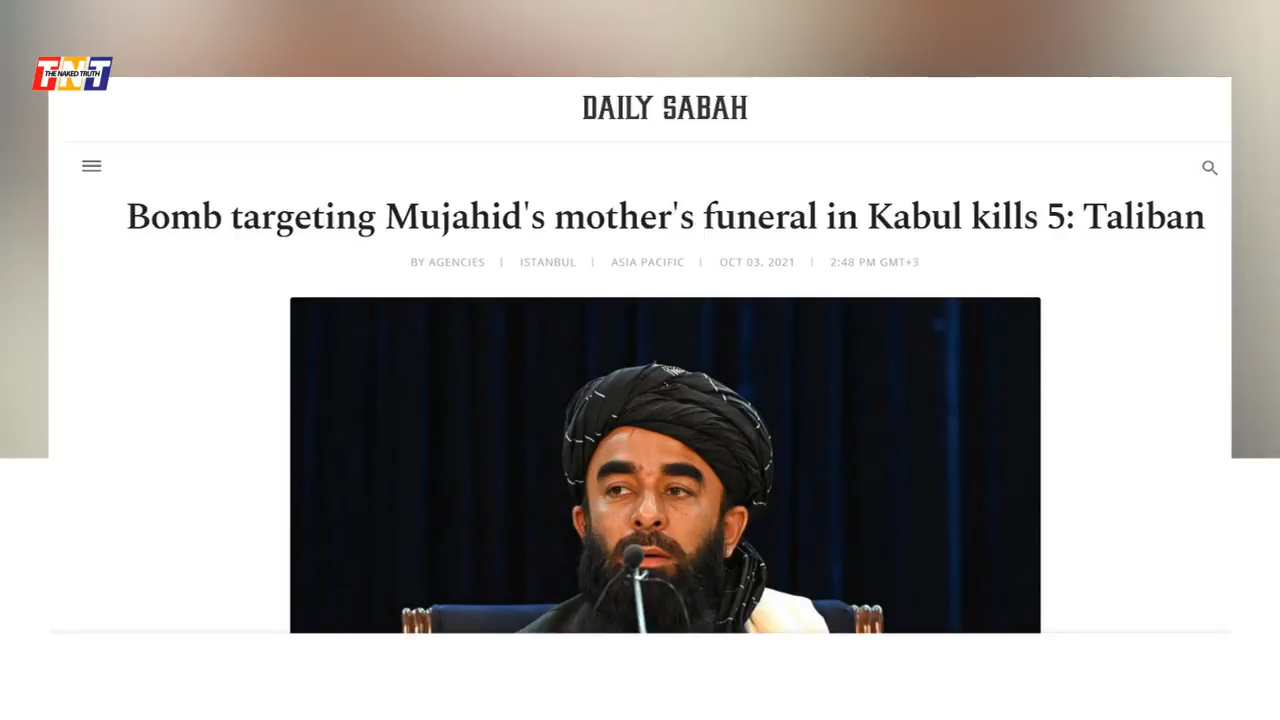 TNT
THE NAKED TRUTH
DAILY SABAH
Bomb targeting Mujahid's mother's funeral in Kabul kills 5: Taliban
BY AGENCIES | ISTANBUL | ASIA PACIFIC | OCT 03, 2021 | 2:48 PM GMT+3